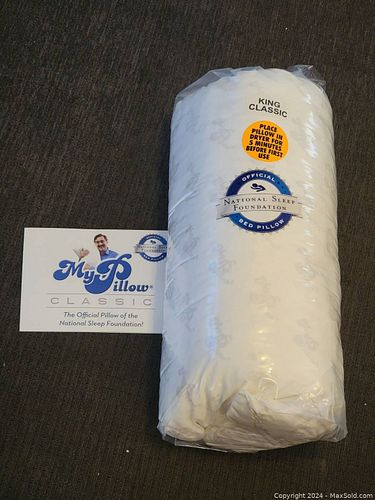 KING
CLASSIC
PLACE
PILLOW IN
DRYER FOR
5 MINUTES
BEFORE FIRST
USE
OFFICIAL
NATIONAL SLEEP
FOUNDATION
BED PILLOW
MyPillow®
CLASSIC
The Official Pillow of the
National Sleep Foundation!
Copyright 2024 - MaxSold.com